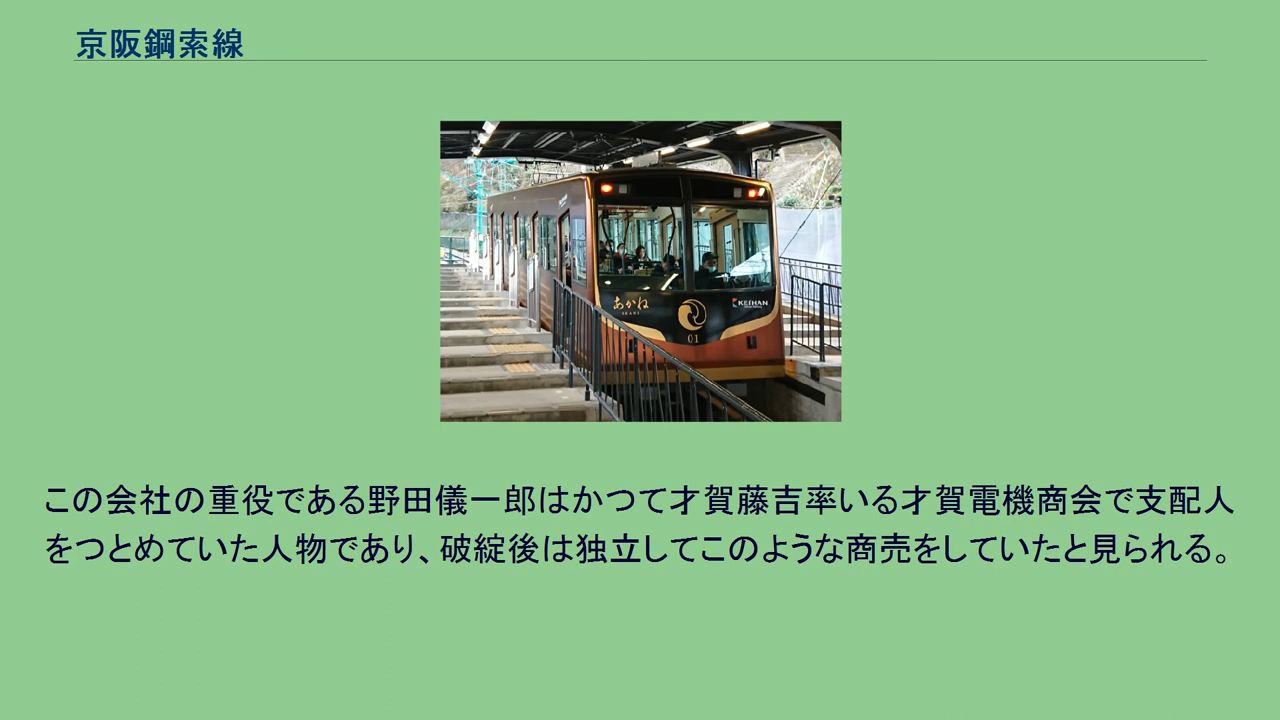 京阪鋼索線
あかね
AKANE
01
KEIHAN
この会社の重役である野田儀一郎はかつて才賀藤吉率いる才賀電機商会で支配人
をつとめていた人物であり、破綻後は独立してこのような商売をしていたと見られる。